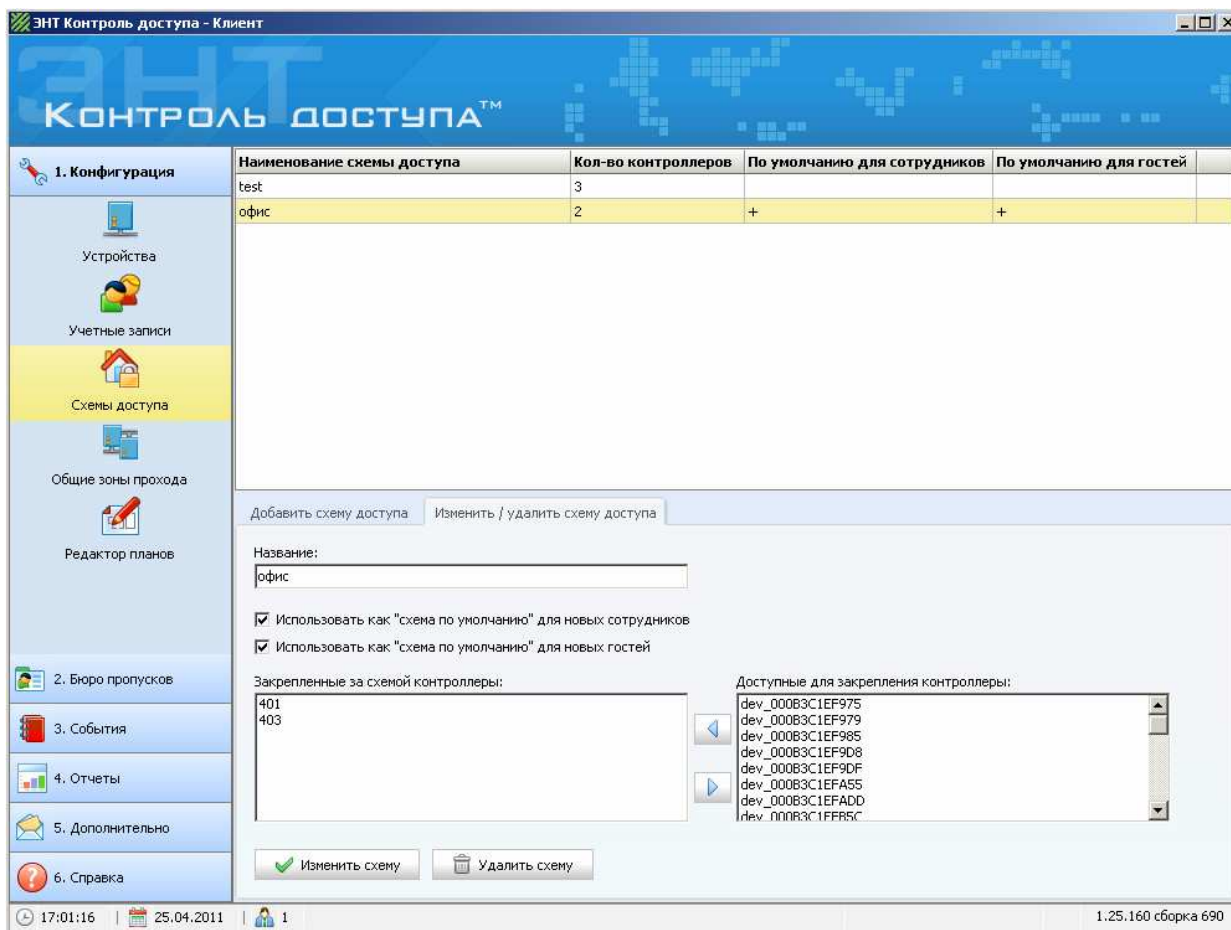 ЭНТ Контроль доступа - Клиент
ЭНТ
КОНТРОЛЬ ДОСТУПА™
1. Конфигурация
Устройства
Учетные записи
Схемы доступа
Общие зоны прохода
Редактор планов
2. Бюро пропусков
3. События
4. Отчеты
5. Дополнительно
6. Справка
Наименование схемы доступа Кол-во контроллеров По умолчанию для сотрудников По умолчанию для гостей
test 3
офис 2 + +
Добавить схему доступа Изменить / удалить схему доступа
Название:
офис
Использовать как "схема по умолчанию" для новых сотрудников
Использовать как "схема по умолчанию" для новых гостей
Закрепленные за схемой контроллеры:
401
403
Доступные для закрепления контроллеры:
dev_000B3C1EF975
dev_000B3C1EF979
dev_000B3C1EF985
dev_000B3C1EF9D8
dev_000B3C1EF9DF
dev_000B3C1EFA55
dev_000B3C1EFADD
dev_000B3C1EFB5C
Изменить схему Удалить схему
17:01:16 | 25.04.2011 | 1 1.25.160 сборка 690